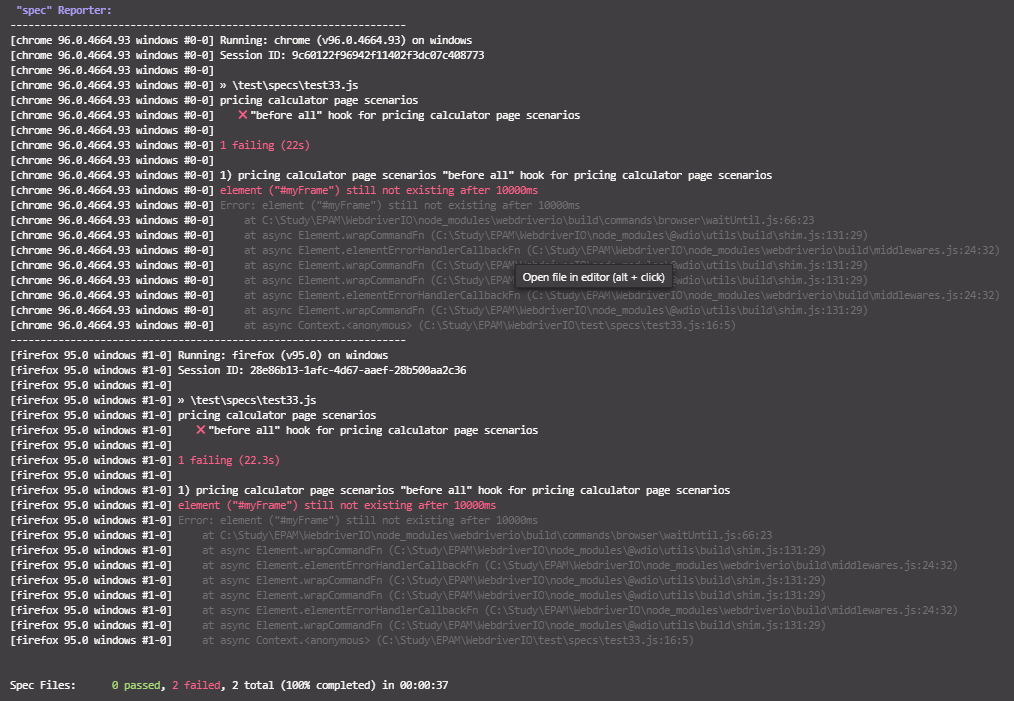 "spec" Reporter:
------------------------------------------------------------------
[chrome 96.0.4664.93 windows #0-0] Running: chrome (v96.0.4664.93) on windows
[chrome 96.0.4664.93 windows #0-0] Session ID: 9c60122f96942f11402f3dc07c408773
[chrome 96.0.4664.93 windows #0-0]
[chrome 96.0.4664.93 windows #0-0] » \test\specs\test33.js
[chrome 96.0.4664.93 windows #0-0] pricing calculator page scenarios
[chrome 96.0.4664.93 windows #0-0] ✕ "before all" hook for pricing calculator page scenarios
[chrome 96.0.4664.93 windows #0-0]
[chrome 96.0.4664.93 windows #0-0] 1 failing (22s)
[chrome 96.0.4664.93 windows #0-0]
[chrome 96.0.4664.93 windows #0-0] 1) pricing calculator page scenarios "before all" hook for pricing calculator page scenarios
[chrome 96.0.4664.93 windows #0-0] element ("#myFrame") still not existing after 10000ms
[chrome 96.0.4664.93 windows #0-0] Error: element ("#myFrame") still not existing after 10000ms
[chrome 96.0.4664.93 windows #0-0] at C:\Study\EPAM\WebdriverIO\node_modules\webdriverio\build\commands\browser\waitUntil.js:66:23
[chrome 96.0.4664.93 windows #0-0] at async Element.wrapCommandFn (C:\Study\EPAM\WebdriverIO\node_modules\@wdio\utils\build\shim.js:131:29)
[chrome 96.0.4664.93 windows #0-0] at async Element.elementErrorHandlerCallbackFn (C:\Study\EPAM\WebdriverIO\node_modules\webdriverio\build\middlewares.js:24:32)
[chrome 96.0.4664.93 windows #0-0] at async Element.wrapCommandFn (C:\Study\EPAM\WebdriverIO\node_modules\@wdio\utils\build\shim.js:131:29)
[chrome 96.0.4664.93 windows #0-0] at async Element.wrapCommandFn (C:\Study\EPAM Open file in editor (alt + click) wdio\utils\build\shim.js:131:29)
[chrome 96.0.4664.93 windows #0-0] at async Element.elementErrorHandlerCallbackFn (C:\Study\EPAM\WebdriverIO\node_modules\webdriverio\build\middlewares.js:24:32)
[chrome 96.0.4664.93 windows #0-0] at async Element.wrapCommandFn (C:\Study\EPAM\WebdriverIO\node_modules\@wdio\utils\build\shim.js:131:29)
[chrome 96.0.4664.93 windows #0-0] at async Context.<anonymous> (C:\Study\EPAM\WebdriverIO\test\specs\test33.js:16:5)
------------------------------------------------------------------
[firefox 95.0 windows #1-0] Running: firefox (v95.0) on windows
[firefox 95.0 windows #1-0] Session ID: 28e86b13-1afc-4d67-aaef-28b500aa2c36
[firefox 95.0 windows #1-0]
[firefox 95.0 windows #1-0] » \test\specs\test33.js
[firefox 95.0 windows #1-0] pricing calculator page scenarios
[firefox 95.0 windows #1-0] ✕ "before all" hook for pricing calculator page scenarios
[firefox 95.0 windows #1-0]
[firefox 95.0 windows #1-0] 1 failing (22.3s)
[firefox 95.0 windows #1-0]
[firefox 95.0 windows #1-0] 1) pricing calculator page scenarios "before all" hook for pricing calculator page scenarios
[firefox 95.0 windows #1-0] element ("#myFrame") still not existing after 10000ms
[firefox 95.0 windows #1-0] Error: element ("#myFrame") still not existing after 10000ms
[firefox 95.0 windows #1-0] at C:\Study\EPAM\WebdriverIO\node_modules\webdriverio\build\commands\browser\waitUntil.js:66:23
[firefox 95.0 windows #1-0] at async Element.wrapCommandFn (C:\Study\EPAM\WebdriverIO\node_modules\@wdio\utils\build\shim.js:131:29)
[firefox 95.0 windows #1-0] at async Element.elementErrorHandlerCallbackFn (C:\Study\EPAM\WebdriverIO\node_modules\webdriverio\build\middlewares.js:24:32)
[firefox 95.0 windows #1-0] at async Element.wrapCommandFn (C:\Study\EPAM\WebdriverIO\node_modules\@wdio\utils\build\shim.js:131:29)
[firefox 95.0 windows #1-0] at async Element.wrapCommandFn (C:\Study\EPAM\WebdriverIO\node_modules\@wdio\utils\build\shim.js:131:29)
[firefox 95.0 windows #1-0] at async Element.elementErrorHandlerCallbackFn (C:\Study\EPAM\WebdriverIO\node_modules\webdriverio\build\middlewares.js:24:32)
[firefox 95.0 windows #1-0] at async Element.wrapCommandFn (C:\Study\EPAM\WebdriverIO\node_modules\@wdio\utils\build\shim.js:131:29)
[firefox 95.0 windows #1-0] at async Context.<anonymous> (C:\Study\EPAM\WebdriverIO\test\specs\test33.js:16:5)
Spec Files: 0 passed, 2 failed, 2 total (100% completed) in 00:00:37